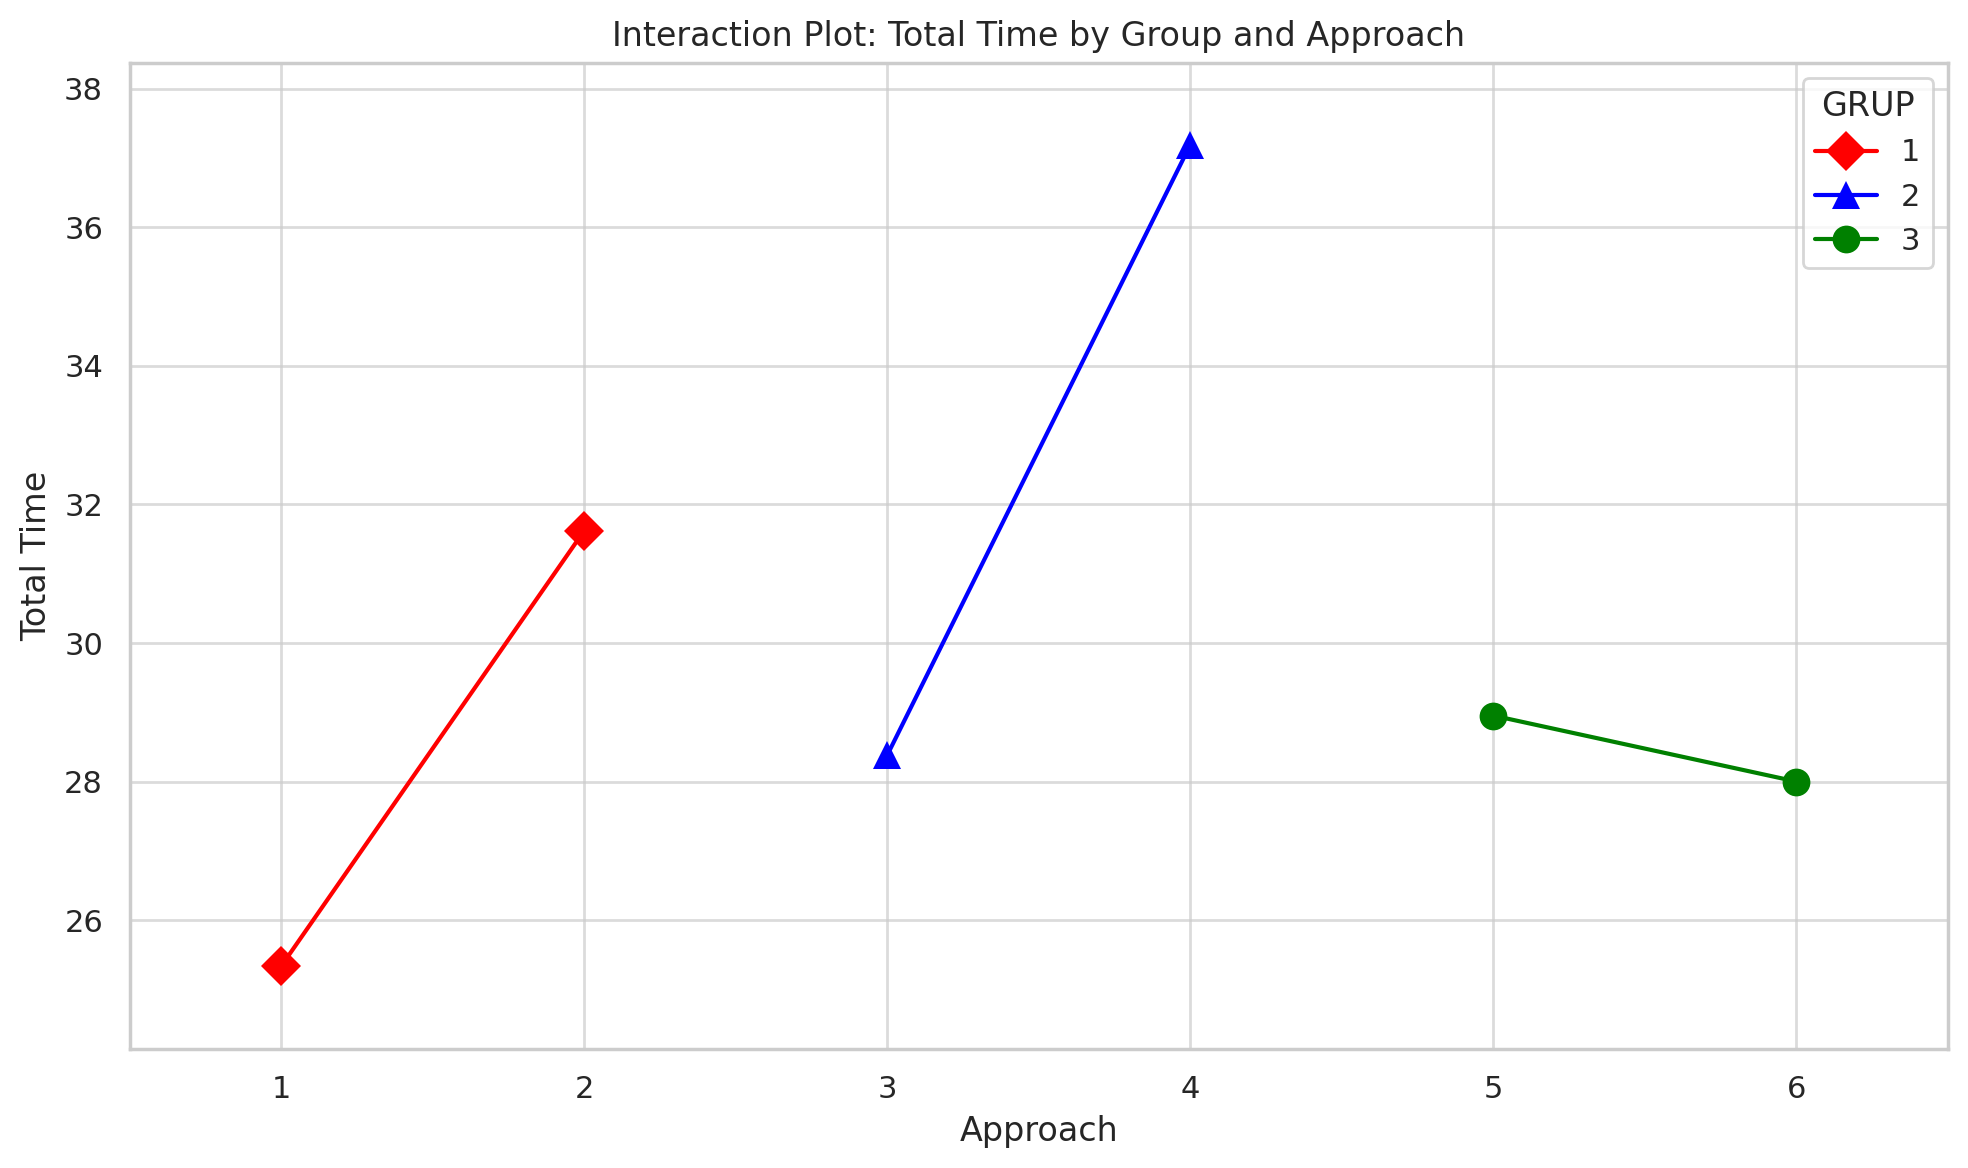 Interaction Plot: Total Time by Group and Approach
Total Time
38
36
34
32
30
28
26
GRUP
1
2
3
1 2 3 4 5 6
Approach